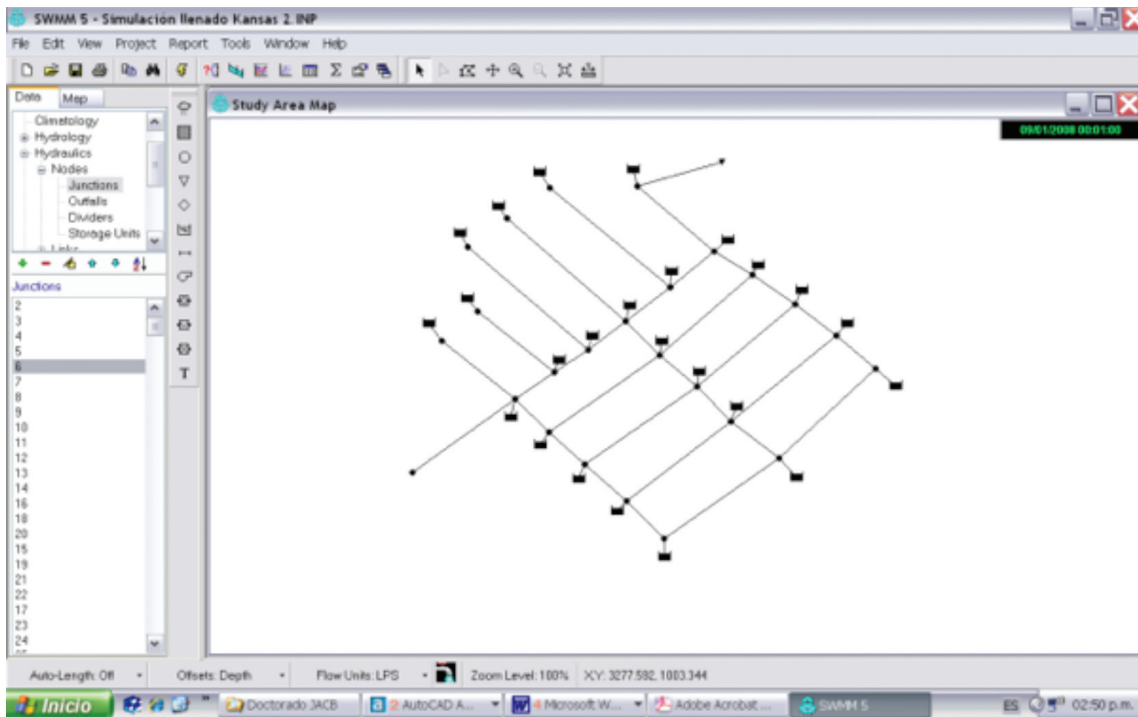 SWMM 5 - Simulación llenado Kansas 2.INP
File Edit View Project Report Tools Window Help
Data Map
Climatology
Hydrology
Hydraulics
Nodes
Junctions
Outfalls
Dividers
Storage Units
Links
Junctions
2
3
4
5
6
7
8
9
10
11
12
13
14
16
18
20
15
19
21
22
17
23
24
T
Study Area Map
09/01/2008 00:01:00
Auto-Length: Off Offsets: Depth Flow Units: LPS Zoom Level: 100% X,Y: 3277.592, 1003.344
Inicio Doctorado JACB 2 AutoCAD A... 4 Microsoft W... Adobe Acrobat ... SWMM 5 ES 02:50 p.m.